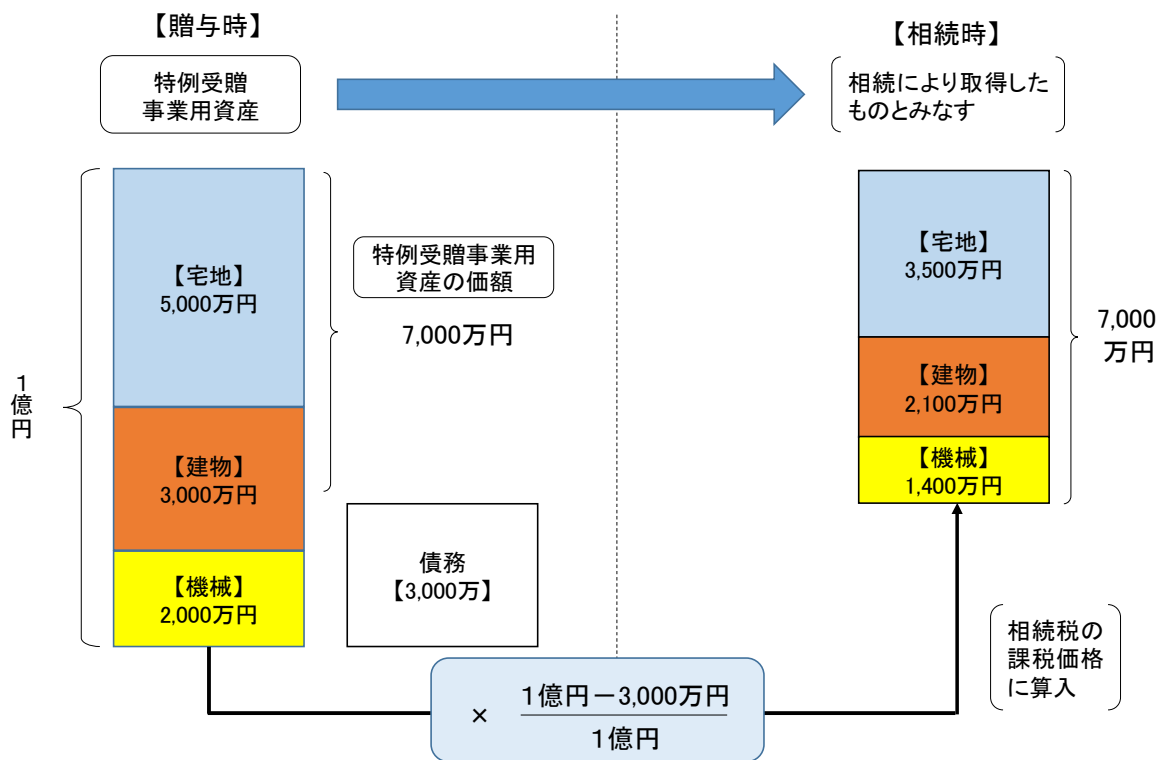 【贈与時】
特例受贈
事業用資産
【相続時】
相続により取得した
ものとみなす
1
億
円
【宅地】
5,000万円
【建物】
3,000万円
【機械】
2,000万円
特例受贈事業用
資産の価額
7,000万円
債務
【3,000万】
×
1億円－3,000万円
1億円
【宅地】
3,500万円
【建物】
2,100万円
【機械】
1,400万円
7,000
万円
相続税の
課税価格
に算入